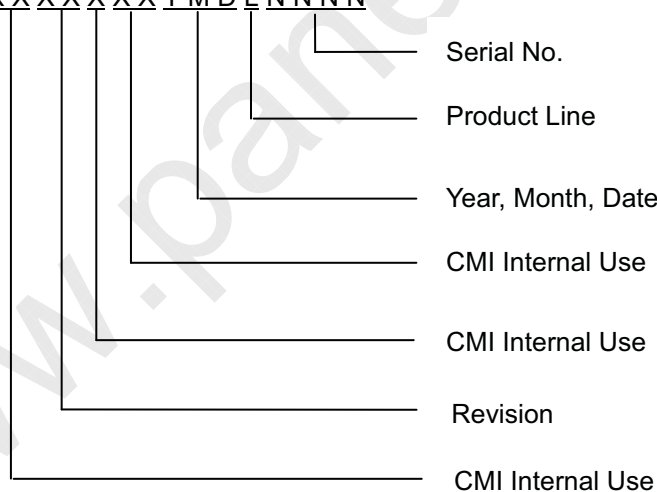 X X X X X X Y M D L N N N N
Serial No.
Product Line
Year, Month, Date
CMI Internal Use
CMI Internal Use
Revision
CMI Internal Use